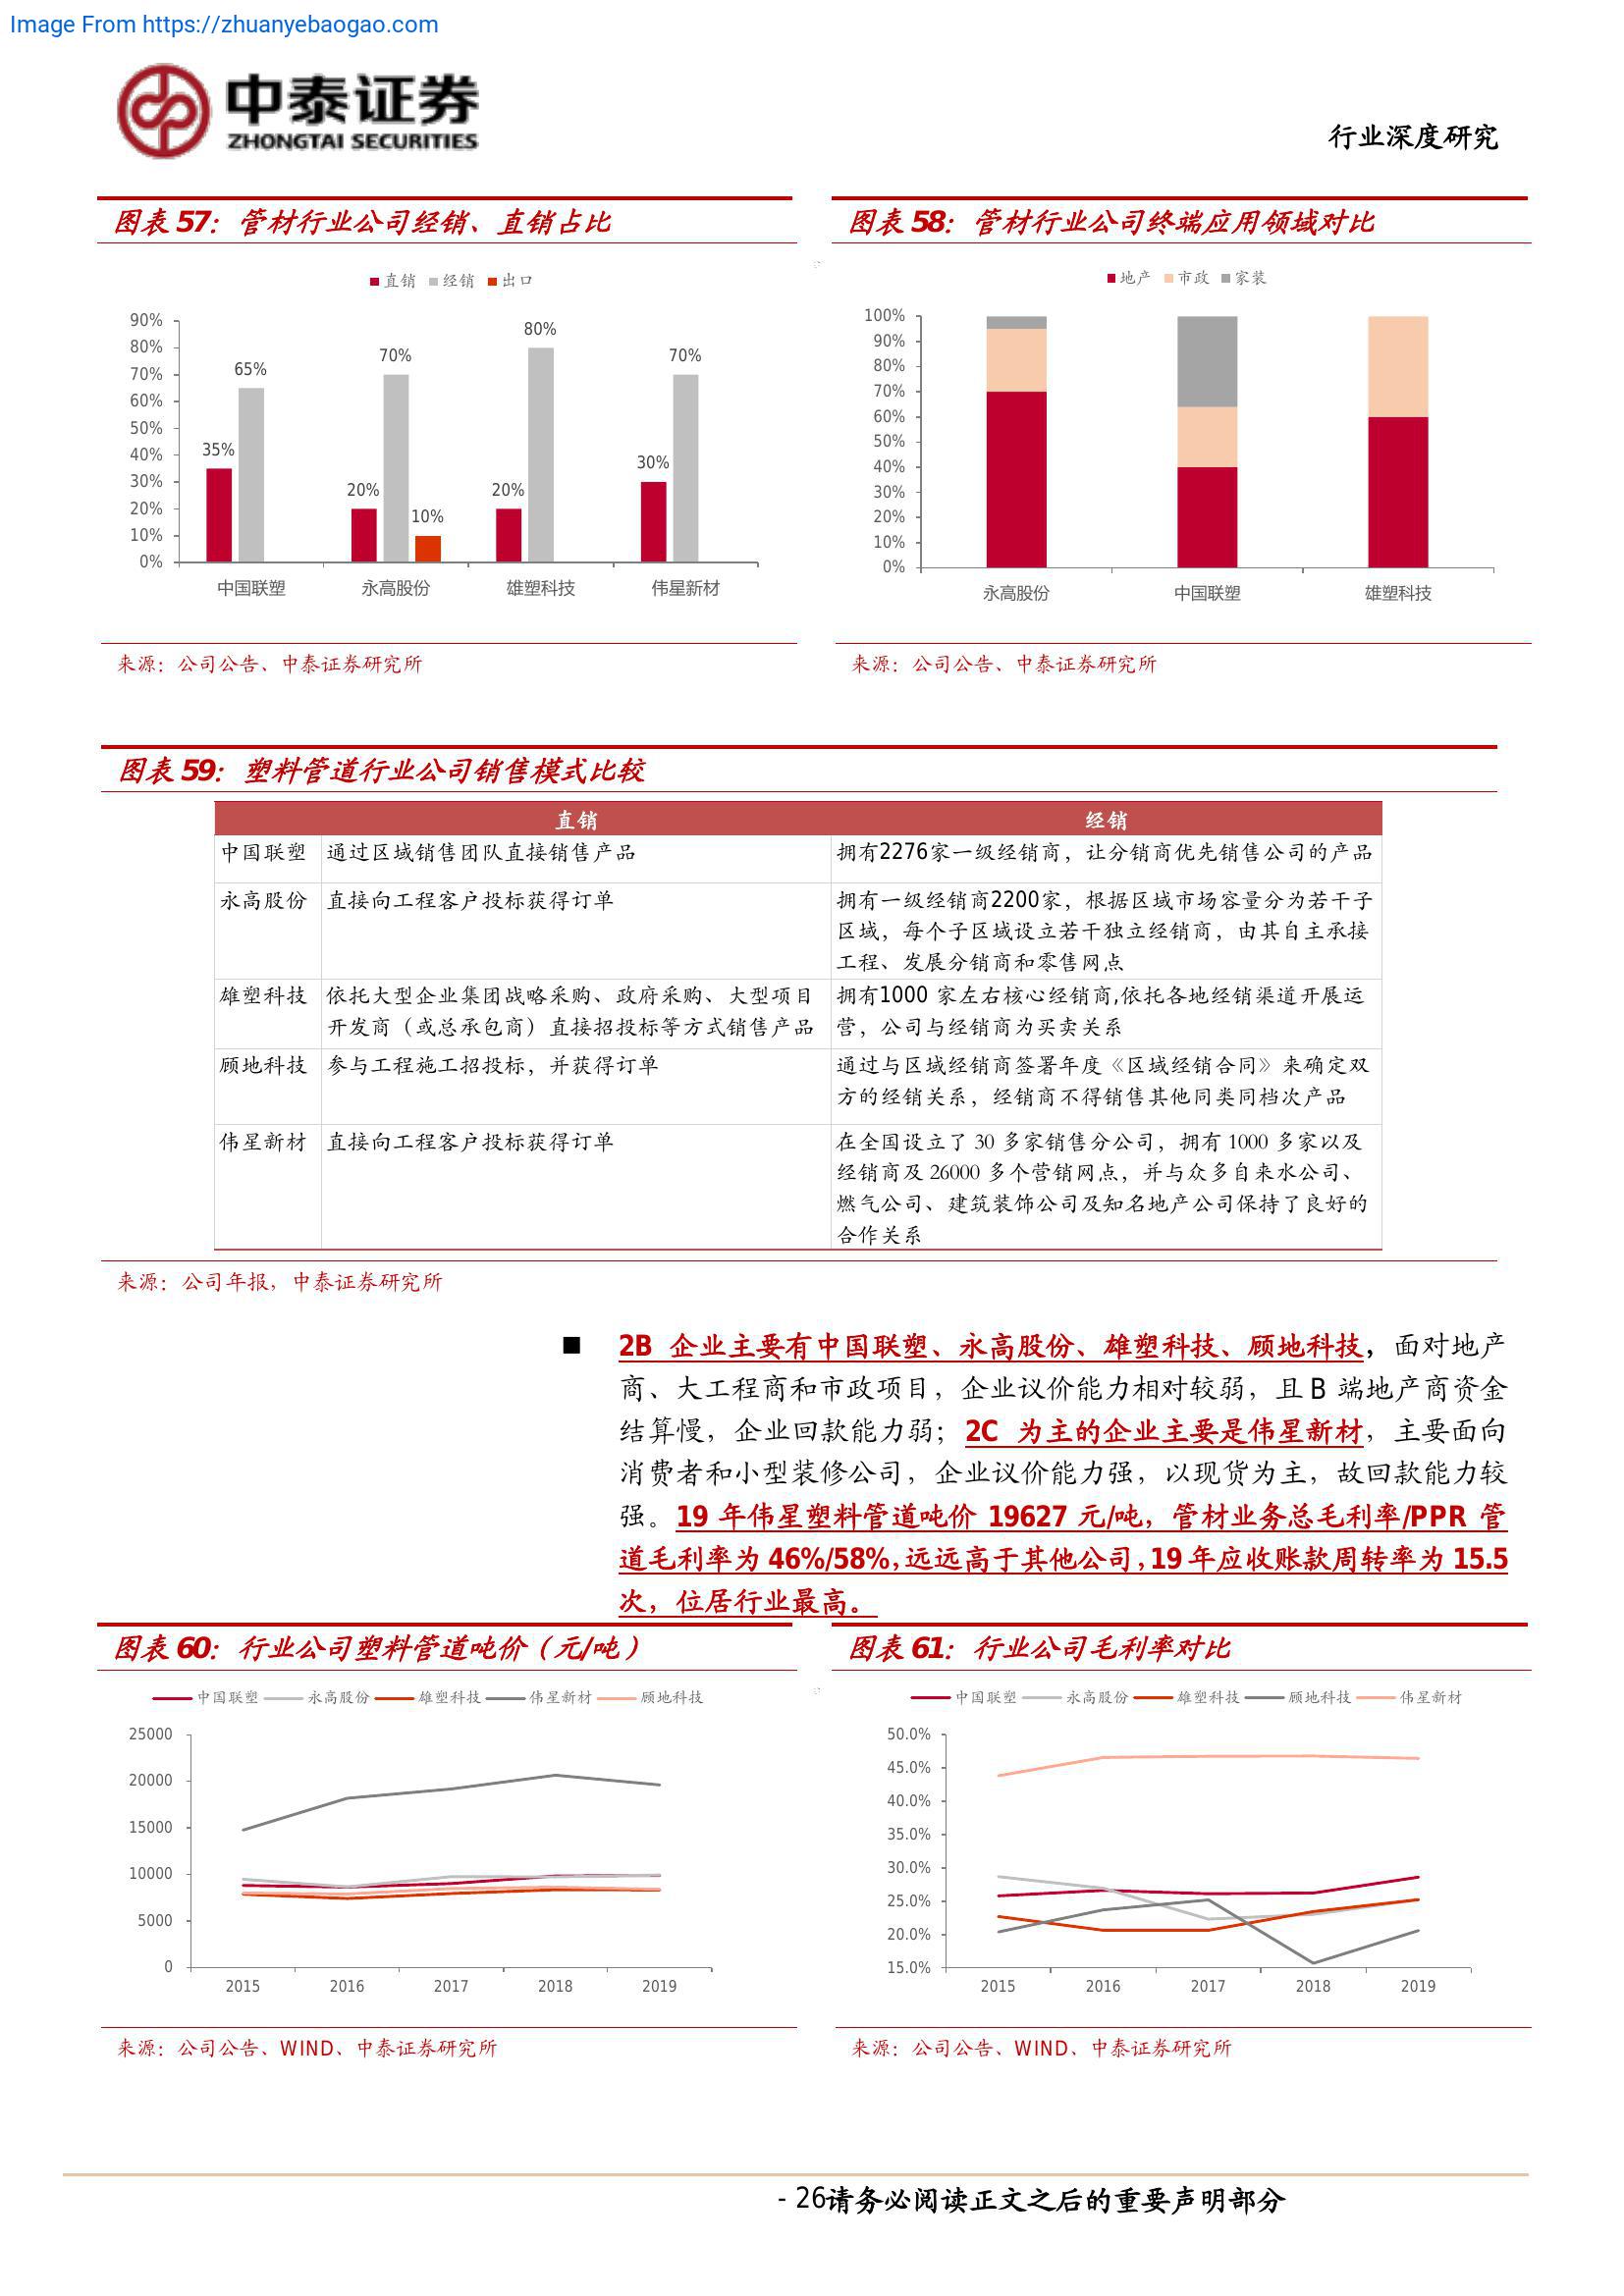 Image From https://zhuanyebaogao.com
中泰证券
ZHONGTAI SECURITIES
行业深度研究
图表 57：管材行业公司经销、直销占比
直销 经销 出口
90%
80%
70%
60%
50%
40%
30%
20%
10%
0%
35% 65%
20% 70% 10%
20% 80%
30% 70%
中国联塑 永高股份 雄塑科技 伟星新材
来源：公司公告、中泰证券研究所
图表 58：管材行业公司终端应用领域对比
地产 市政 家装
100%
90%
80%
70%
60%
50%
40%
30%
20%
10%
0%
永高股份 中国联塑 雄塑科技
来源：公司公告、中泰证券研究所
图表 59：塑料管道行业公司销售模式比较
直销 经销
中国联塑 通过区域销售团队直接销售产品 拥有2276家一级经销商，让分销商优先销售公司的产品
永高股份 直接向工程客户投标获得订单 拥有一级经销商2200家，根据区域市场容量分为若干子
区域，每个子区域设立若干独立经销商，由其自主承接
工程、发展分销商和零售网点
雄塑科技 依托大型企业集团战略采购、政府采购、大型项目 拥有1000 家左右核心经销商,依托各地经销渠道开展运
开发商（或总承包商）直接招投标等方式销售产品 营，公司与经销商为买卖关系
顾地科技 参与工程施工招投标，并获得订单 通过与区域经销商签署年度《区域经销合同》来确定双
方的经销关系，经销商不得销售其他同类同档次产品
伟星新材 直接向工程客户投标获得订单 在全国设立了 30 多家销售分公司，拥有 1000 多家以及
经销商及 26000 多个营销网点，并与众多自来水公司、
燃气公司、建筑装饰公司及知名地产公司保持了良好的
合作关系
来源：公司年报，中泰证券研究所
■ 2B 企业主要有中国联塑、永高股份、雄塑科技、顾地科技，面对地产
商、大工程商和市政项目，企业议价能力相对较弱，且 B 端地产商资金
结算慢，企业回款能力弱；2C 为主的企业主要是伟星新材，主要面向
消费者和小型装修公司，企业议价能力强，以现货为主，故回款能力较
强。19 年伟星塑料管道吨价 19627 元/吨，管材业务总毛利率/PPR 管
道毛利率为 46%/58%，远远高于其他公司，19 年应收账款周转率为 15.5
次，位居行业最高。
图表 60：行业公司塑料管道吨价（元/吨）
中国联塑 永高股份 雄塑科技 伟星新材 顾地科技
25000
20000
15000
10000
5000
0
2015 2016 2017 2018 2019
来源：公司公告、WIND、中泰证券研究所
图表 61：行业公司毛利率对比
中国联塑 永高股份 雄塑科技 顾地科技 伟星新材
50.0%
45.0%
40.0%
35.0%
30.0%
25.0%
20.0%
15.0%
2015 2016 2017 2018 2019
来源：公司公告、WIND、中泰证券研究所
- 26请务必阅读正文之后的重要声明部分